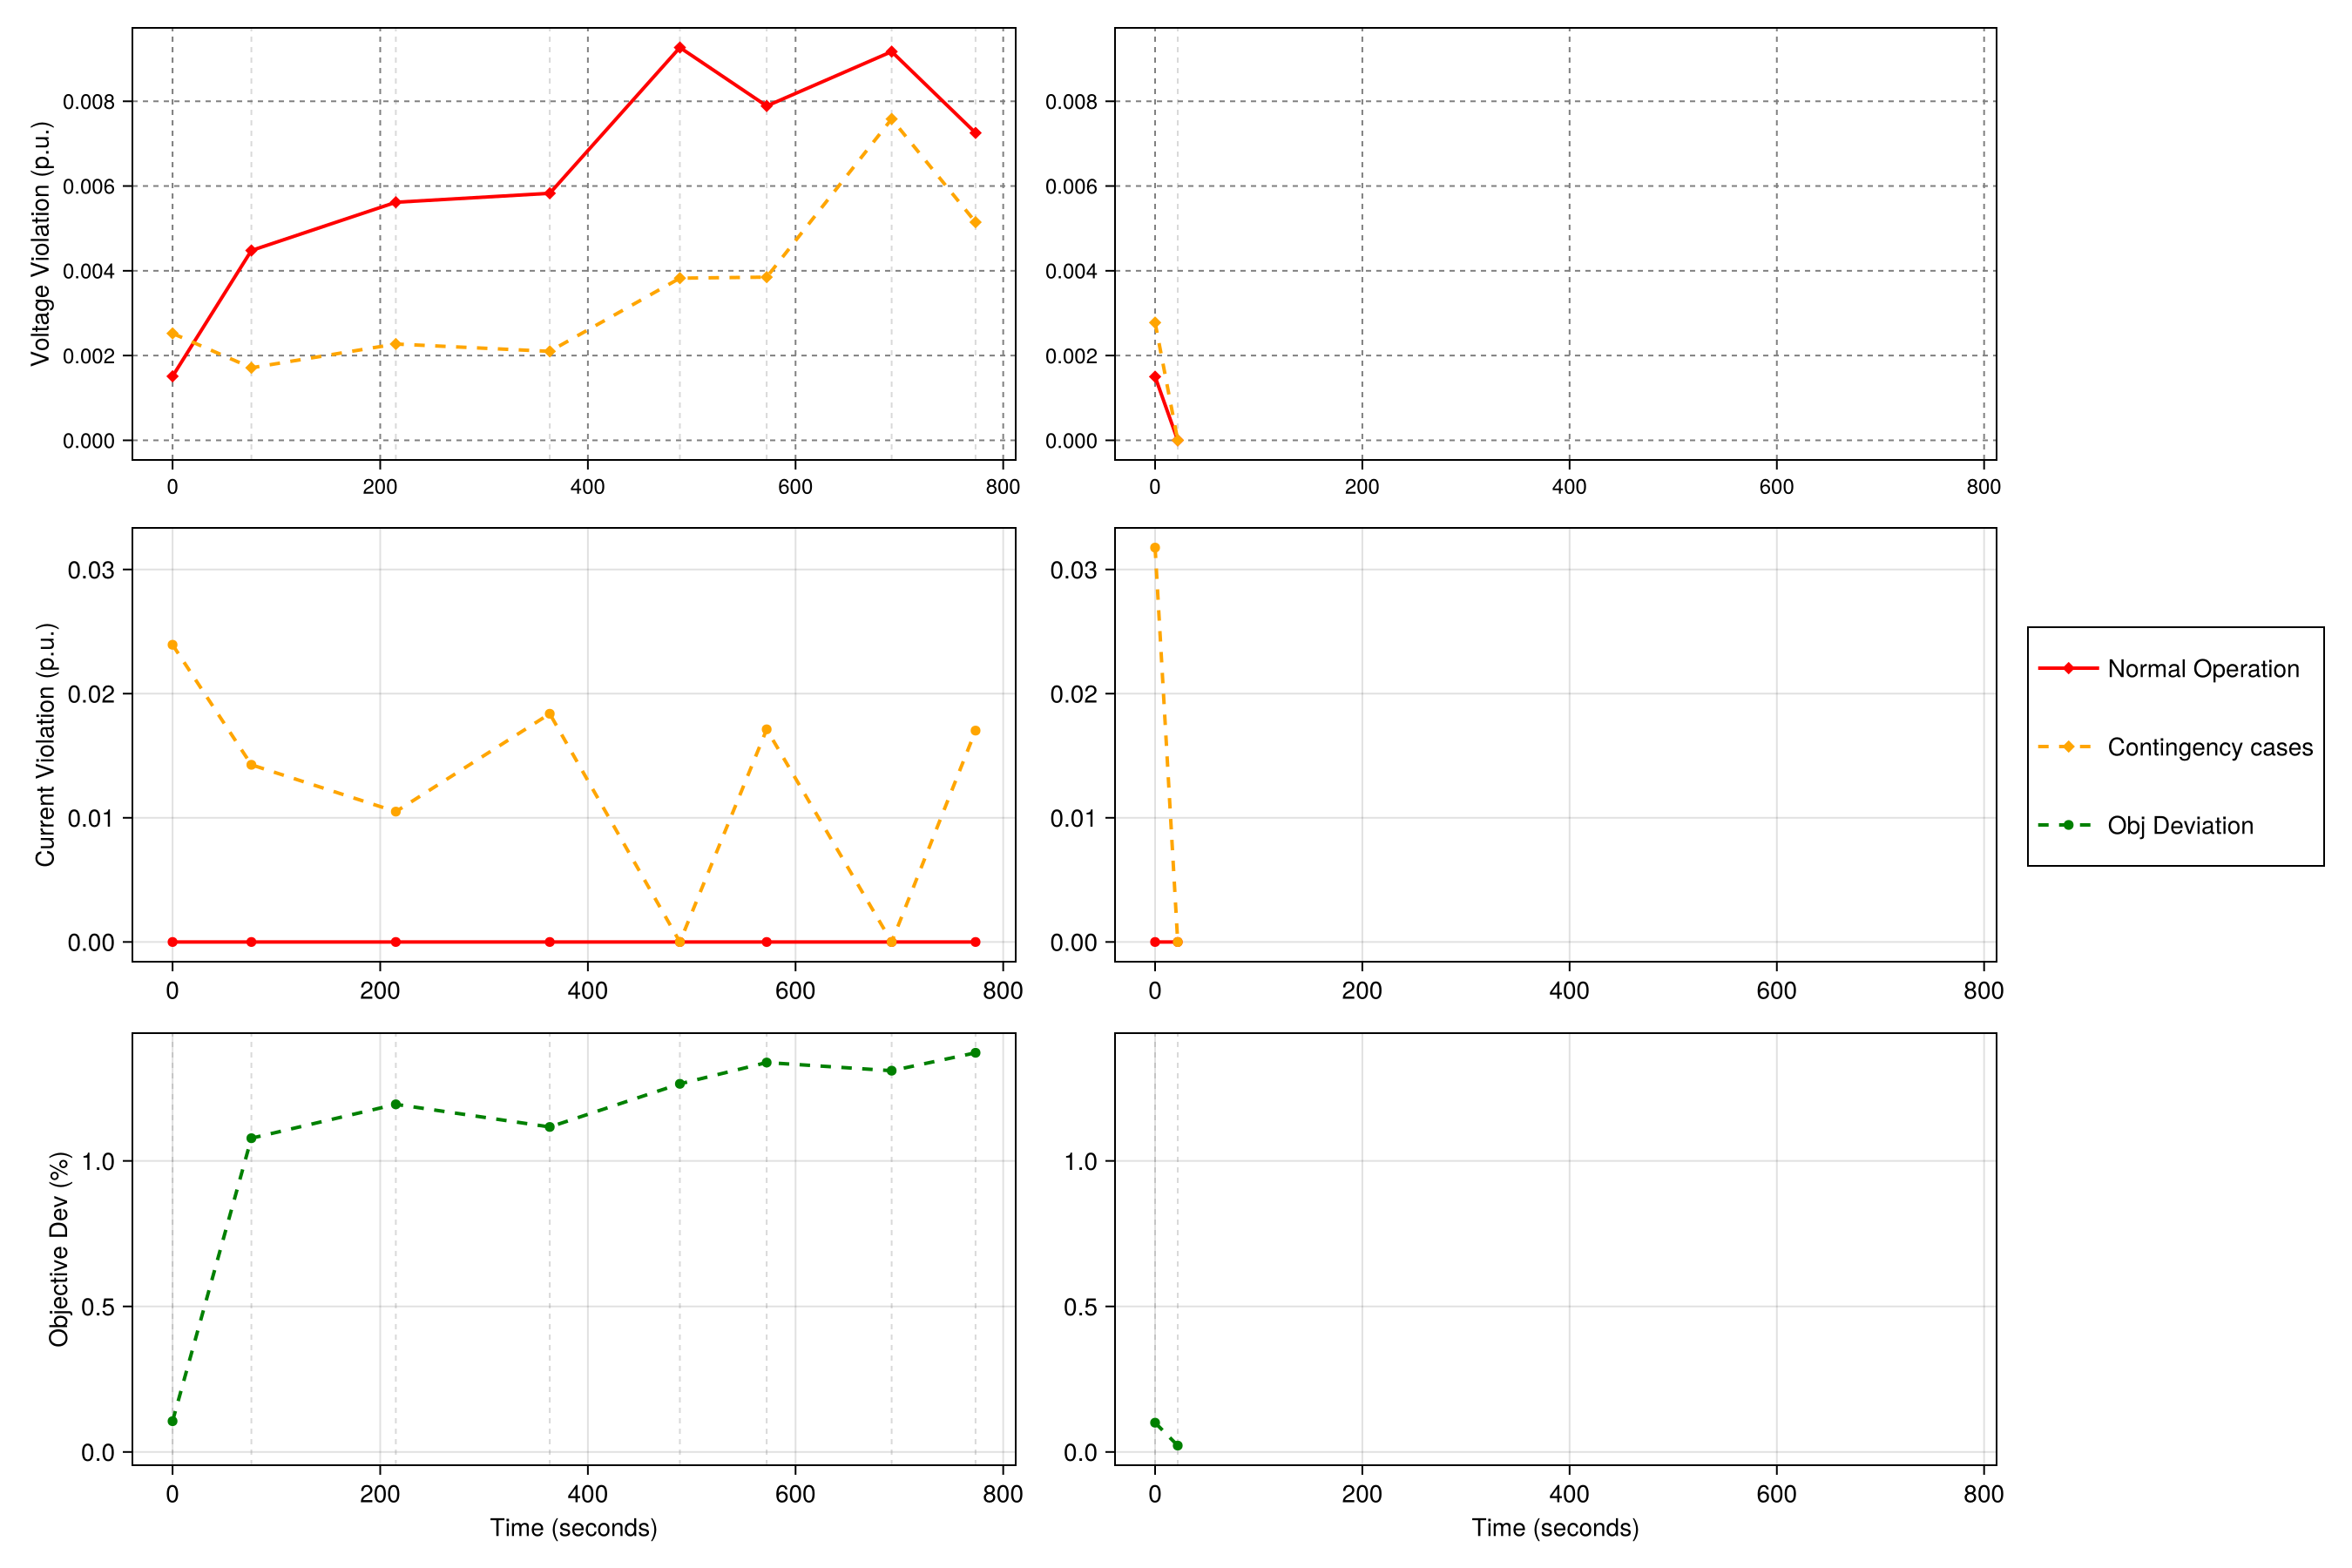 Voltage Violation (p.u.)
0.008
0.006
0.004
0.002
0.000
0 200 400 600 800
0.008
0.006
0.004
0.002
0.000
0 200 400 600 800
Current Violation (p.u.)
0.03
0.02
0.01
0.00
0 200 400 600 800
0.03
0.02
0.01
0.00
0 200 400 600 800
Normal Operation
Contingency cases
Obj Deviation
Objective Dev (%)
1.0
0.5
0.0
0 200 400 600 800
Time (seconds)
1.0
0.5
0.0
0 200 400 600 800
Time (seconds)